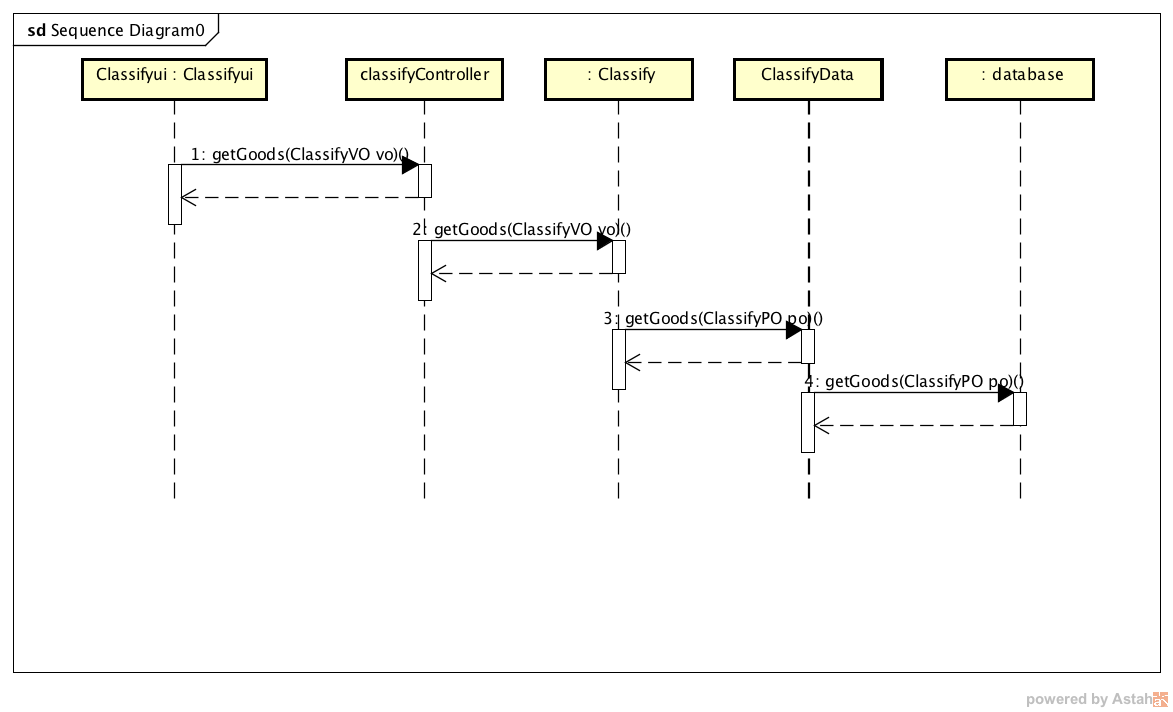 sd Sequence Diagram0
Classifyui : Classifyui
classifyController
: Classify
ClassifyData
: database
1: getGoods(ClassifyVO vo)()
2: getGoods(ClassifyVO vo)()
3: getGoods(ClassifyPO po)()
4: getGoods(ClassifyPO po)()
powered by Astah